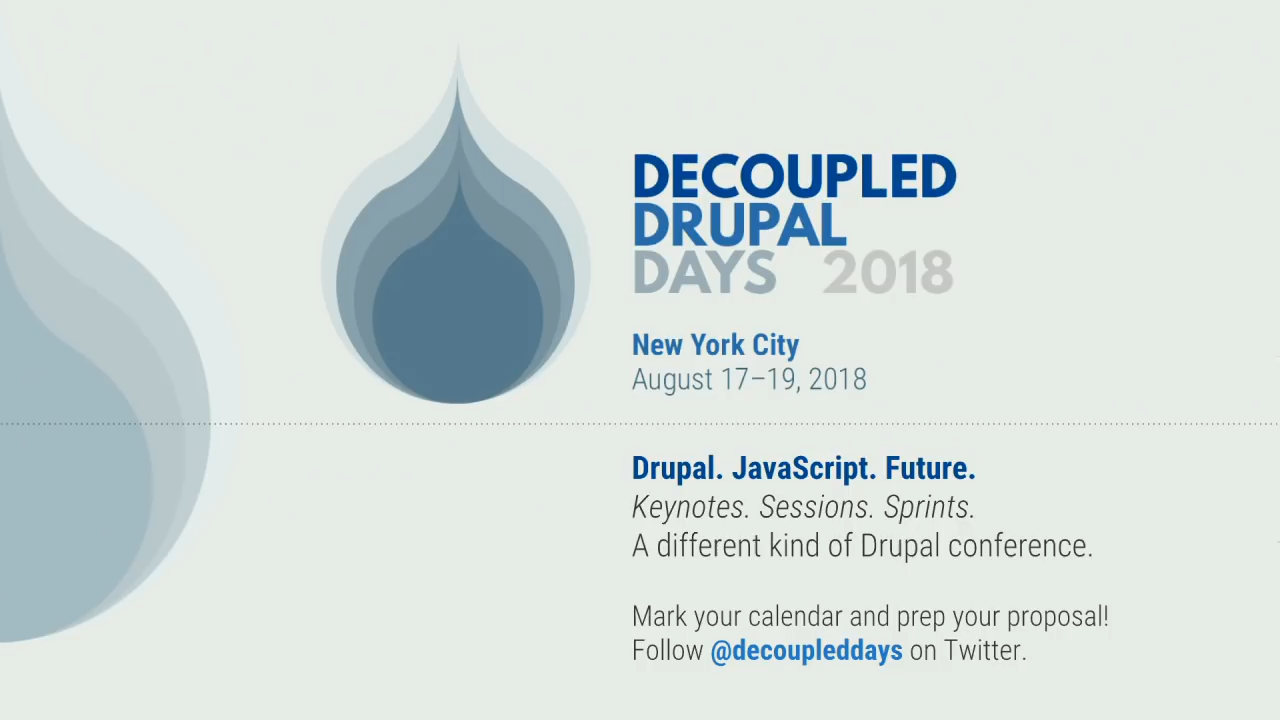 DECOUPLED
DRUPAL
DAYS 2018
New York City
August 17–19, 2018
Drupal. JavaScript. Future.
Keynotes. Sessions. Sprints.
A different kind of Drupal conference.
Mark your calendar and prep your proposal!
Follow @decoupleddays on Twitter.